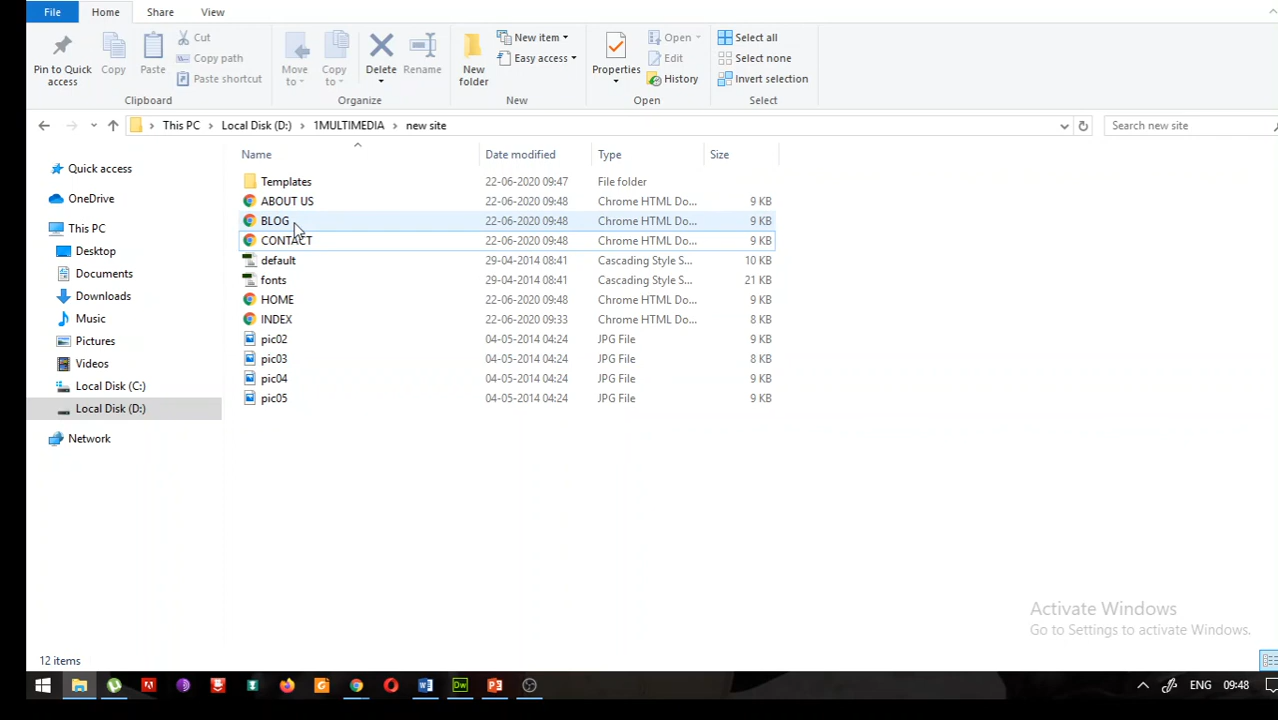 File Home Share View
Cut
Copy path
Paste shortcut
Pin to Quick access
Copy
Paste
Clipboard
Move to
Copy to
Delete
Rename
Organize
New folder
New item
Easy access
New
Properties
Open
Edit
History
Open
Select all
Select none
Invert selection
Select
This PC > Local Disk (D:) > 1MULTIMEDIA > new site
Search new site
Quick access
OneDrive
This PC
Desktop
Documents
Downloads
Music
Pictures
Videos
Local Disk (C:)
Local Disk (D:)
Network
Name Date modified Type Size
Templates 22-06-2020 09:47 File folder
ABOUT US 22-06-2020 09:48 Chrome HTML Do... 9 KB
BLOG 22-06-2020 09:48 Chrome HTML Do... 9 KB
CONTACT 22-06-2020 09:48 Chrome HTML Do... 9 KB
default 29-04-2014 08:41 Cascading Style S... 10 KB
fonts 29-04-2014 08:41 Cascading Style S... 21 KB
HOME 22-06-2020 09:48 Chrome HTML Do... 9 KB
INDEX 22-06-2020 09:33 Chrome HTML Do... 8 KB
pic02 04-05-2014 04:24 JPG File 9 KB
pic03 04-05-2014 04:24 JPG File 8 KB
pic04 04-05-2014 04:24 JPG File 9 KB
pic05 04-05-2014 04:24 JPG File 9 KB
Activate Windows
Go to Settings to activate Windows.
12 items
Dw
ENG 09:48